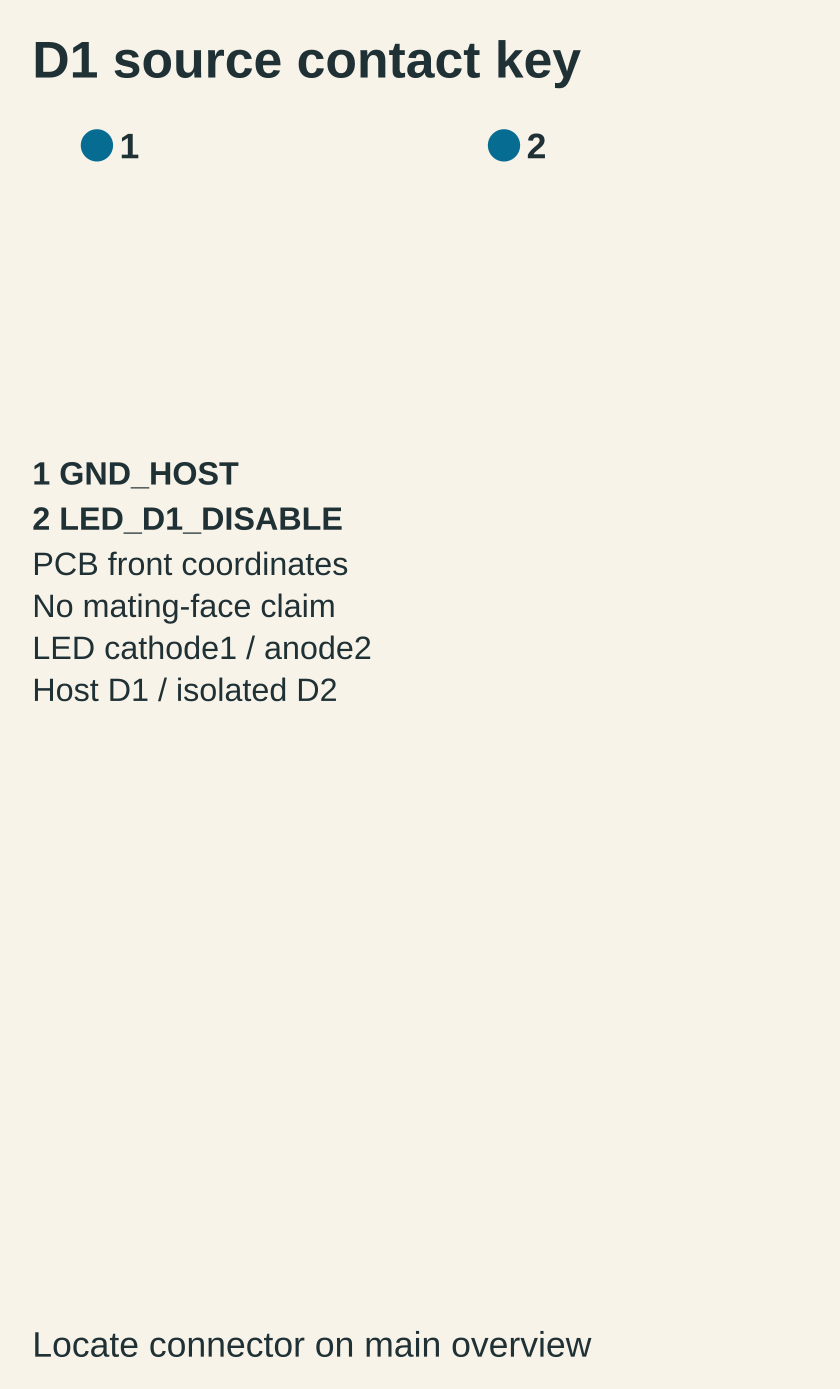 D1 source contact key
1 2
1 GND_HOST
2 LED_D1_DISABLE
PCB front coordinates
No mating-face claim
LED cathode1 / anode2
Host D1 / isolated D2
Locate connector on main overview